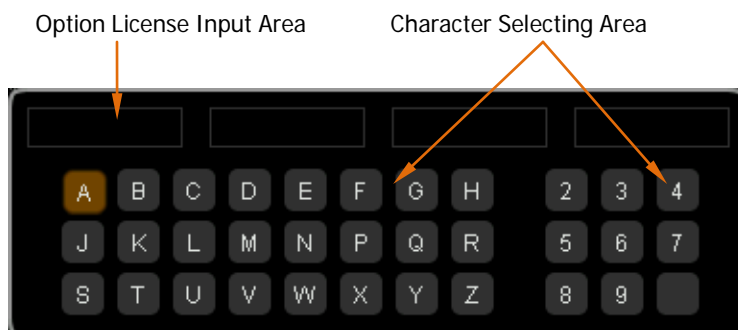 Option License Input Area Character Selecting Area
A B C D E F G H 2 3 4
J K L M N P Q R 5 6 7
S T U V W X Y Z 8 9